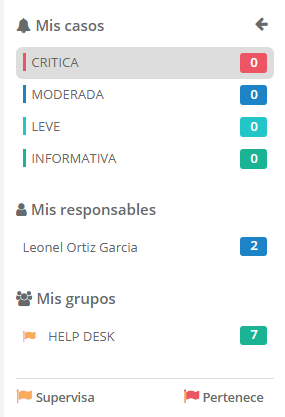 Mis casos
CRITICA 0
MODERADA 0
LEVE 0
INFORMATIVA 0
Mis responsables
Leonel Ortiz Garcia 2
Mis grupos
HELP DESK 7
Supervisa Pertenece